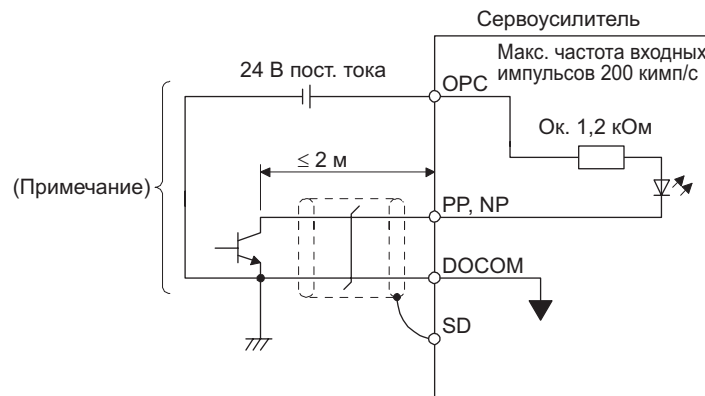 Сервоусилитель
Макс. частота входных
импульсов 200 кимп/с
24 В пост. тока
OPC
Ок. 1,2 кОм
≤ 2 м
(Примечание)
PP, NP
DOCOM
SD